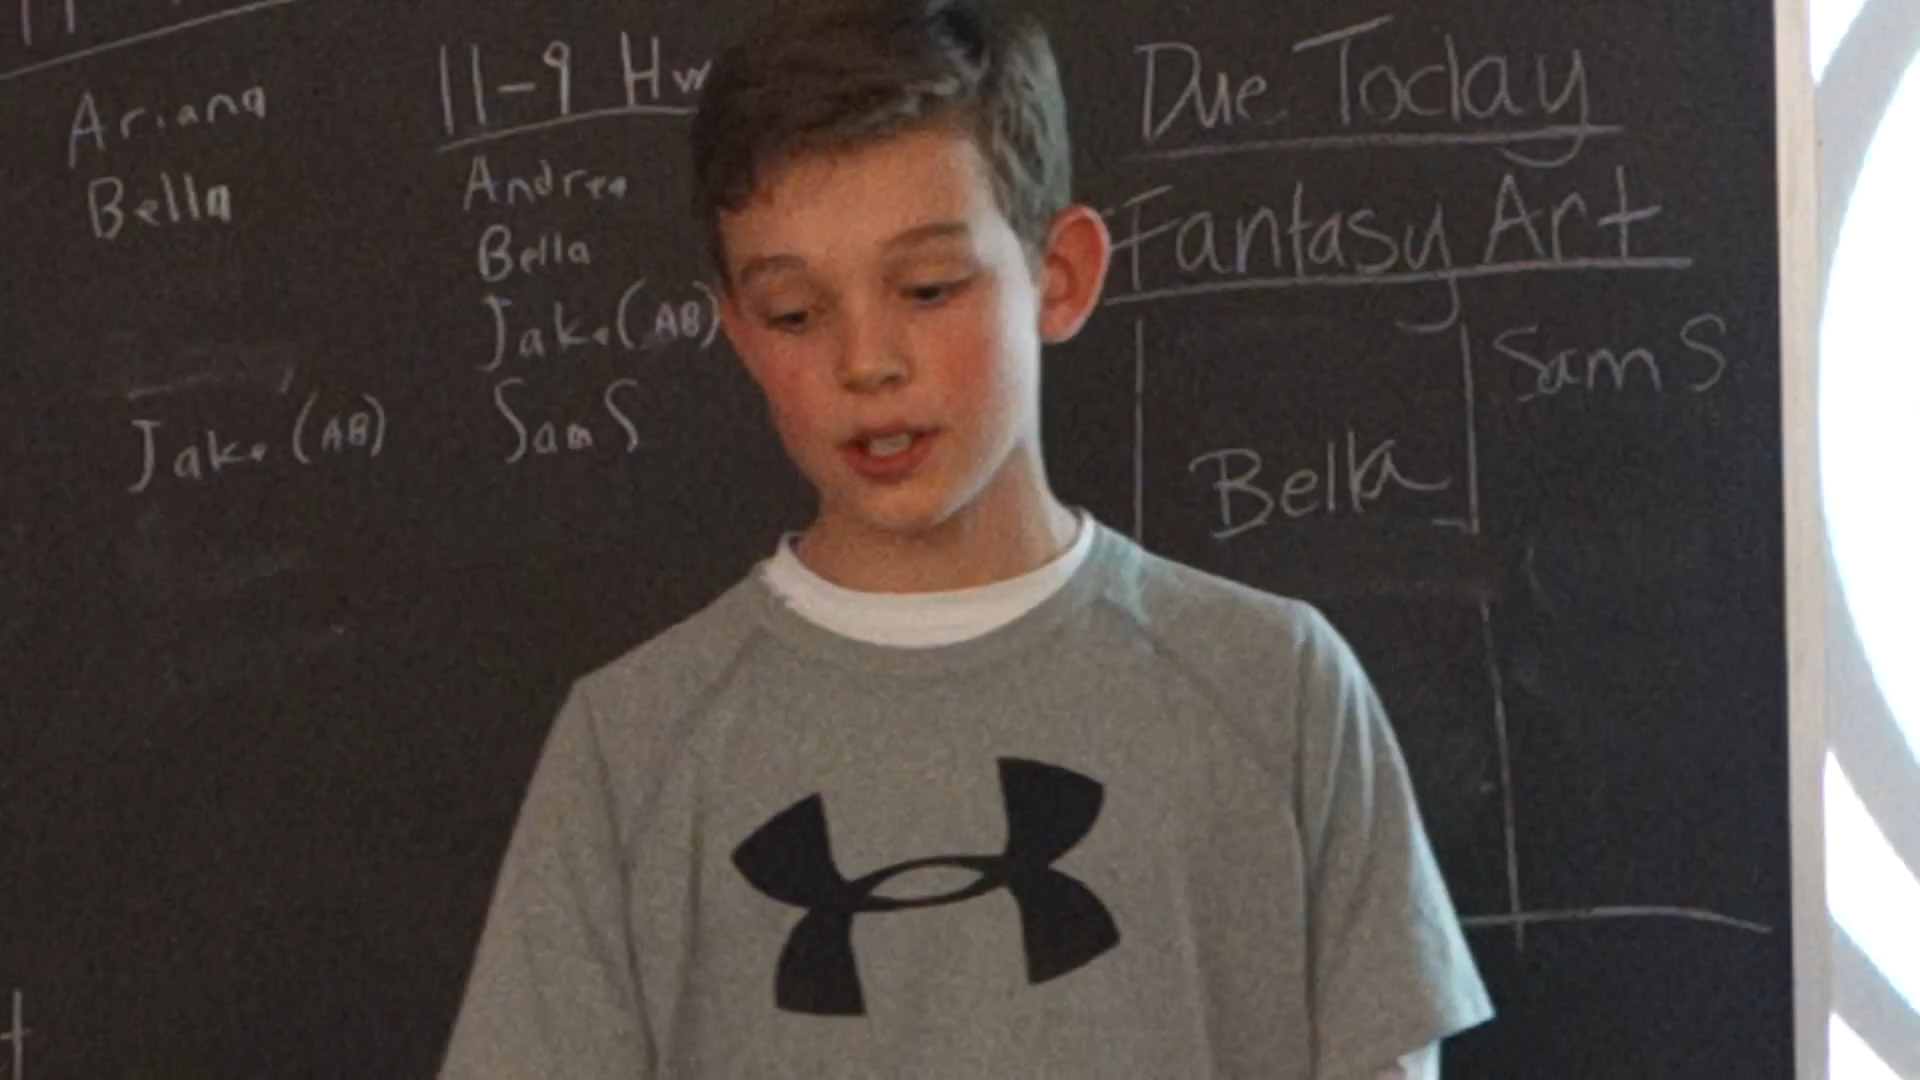 Ariana
Bella
Jake (AB)
11-9 Hw
Andrea
Bella
Jake (AB)
Sam S
Due Today
Fantasy Art
Sam S
Bella